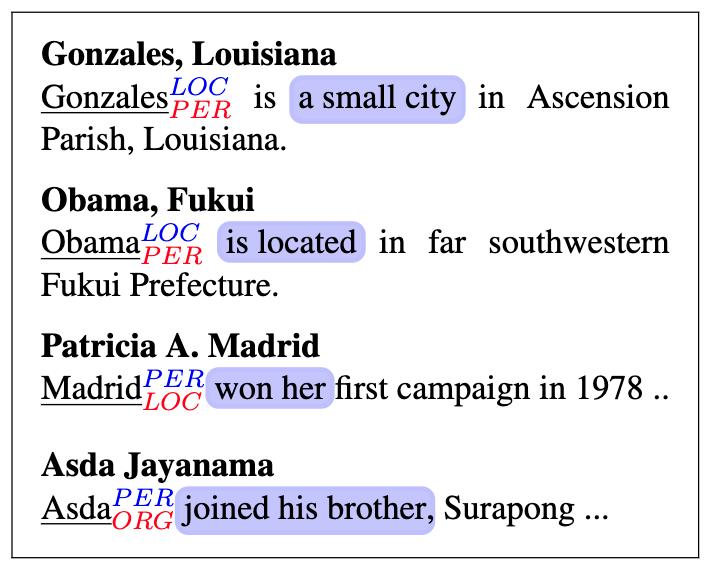 Gonzales, Louisiana
Gonzales LOC PER is a small city in Ascension
Parish, Louisiana.
Obama, Fukui
Obama LOC PER is located in far southwestern
Fukui Prefecture.
Patricia A. Madrid
Madrid PER LOC won her first campaign in 1978 ..
Asda Jayanama
Asda PER ORG joined his brother, Surapong ...